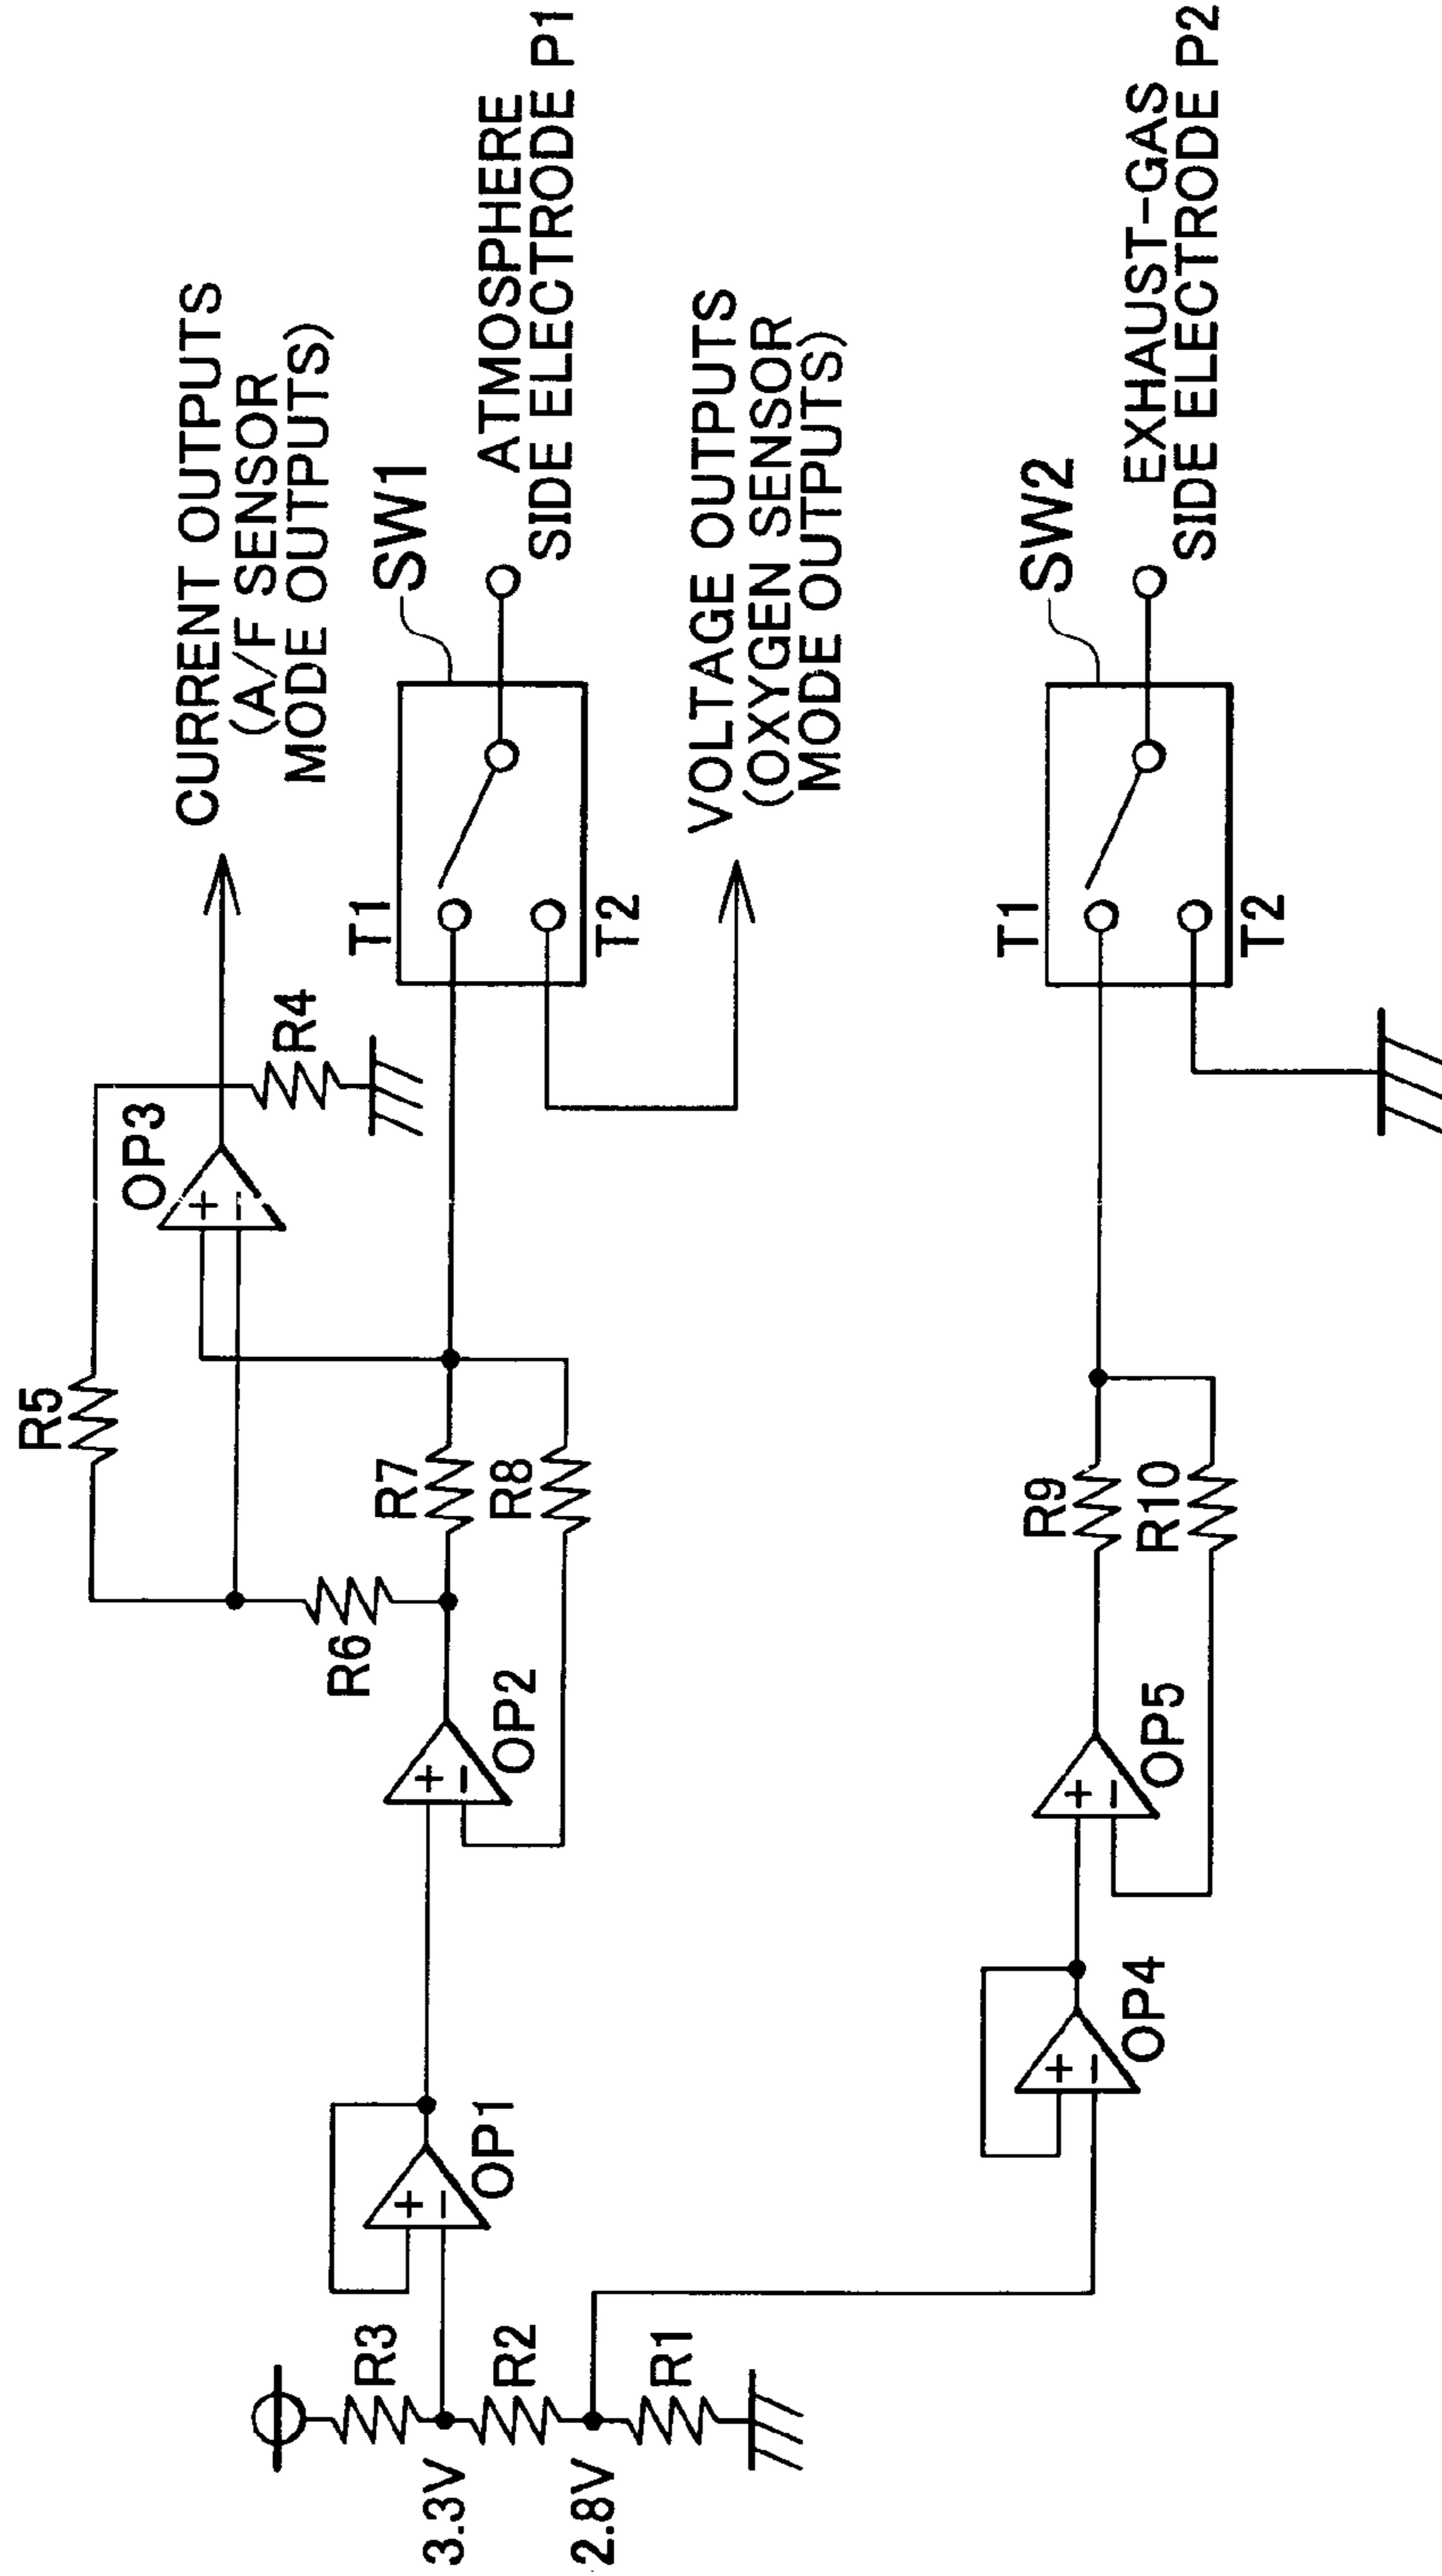 CURRENT OUTPUTS
(A/F SENSOR
MODE OUTPUTS)
R5
OP3
+
−
R4
SW1
ATMOSPHERE
SIDE ELECTRODE P1
T1
T2
R6
R7
R8
OP2
+
−
OP1
+
−
VOLTAGE OUTPUTS
(OXYGEN SENSOR
MODE OUTPUTS)
R3
3.3V
R2
2.8V
R1
SW2
EXHAUST-GAS
SIDE ELECTRODE P2
T1
T2
R9
R10
OP5
+
−
OP4
+
−